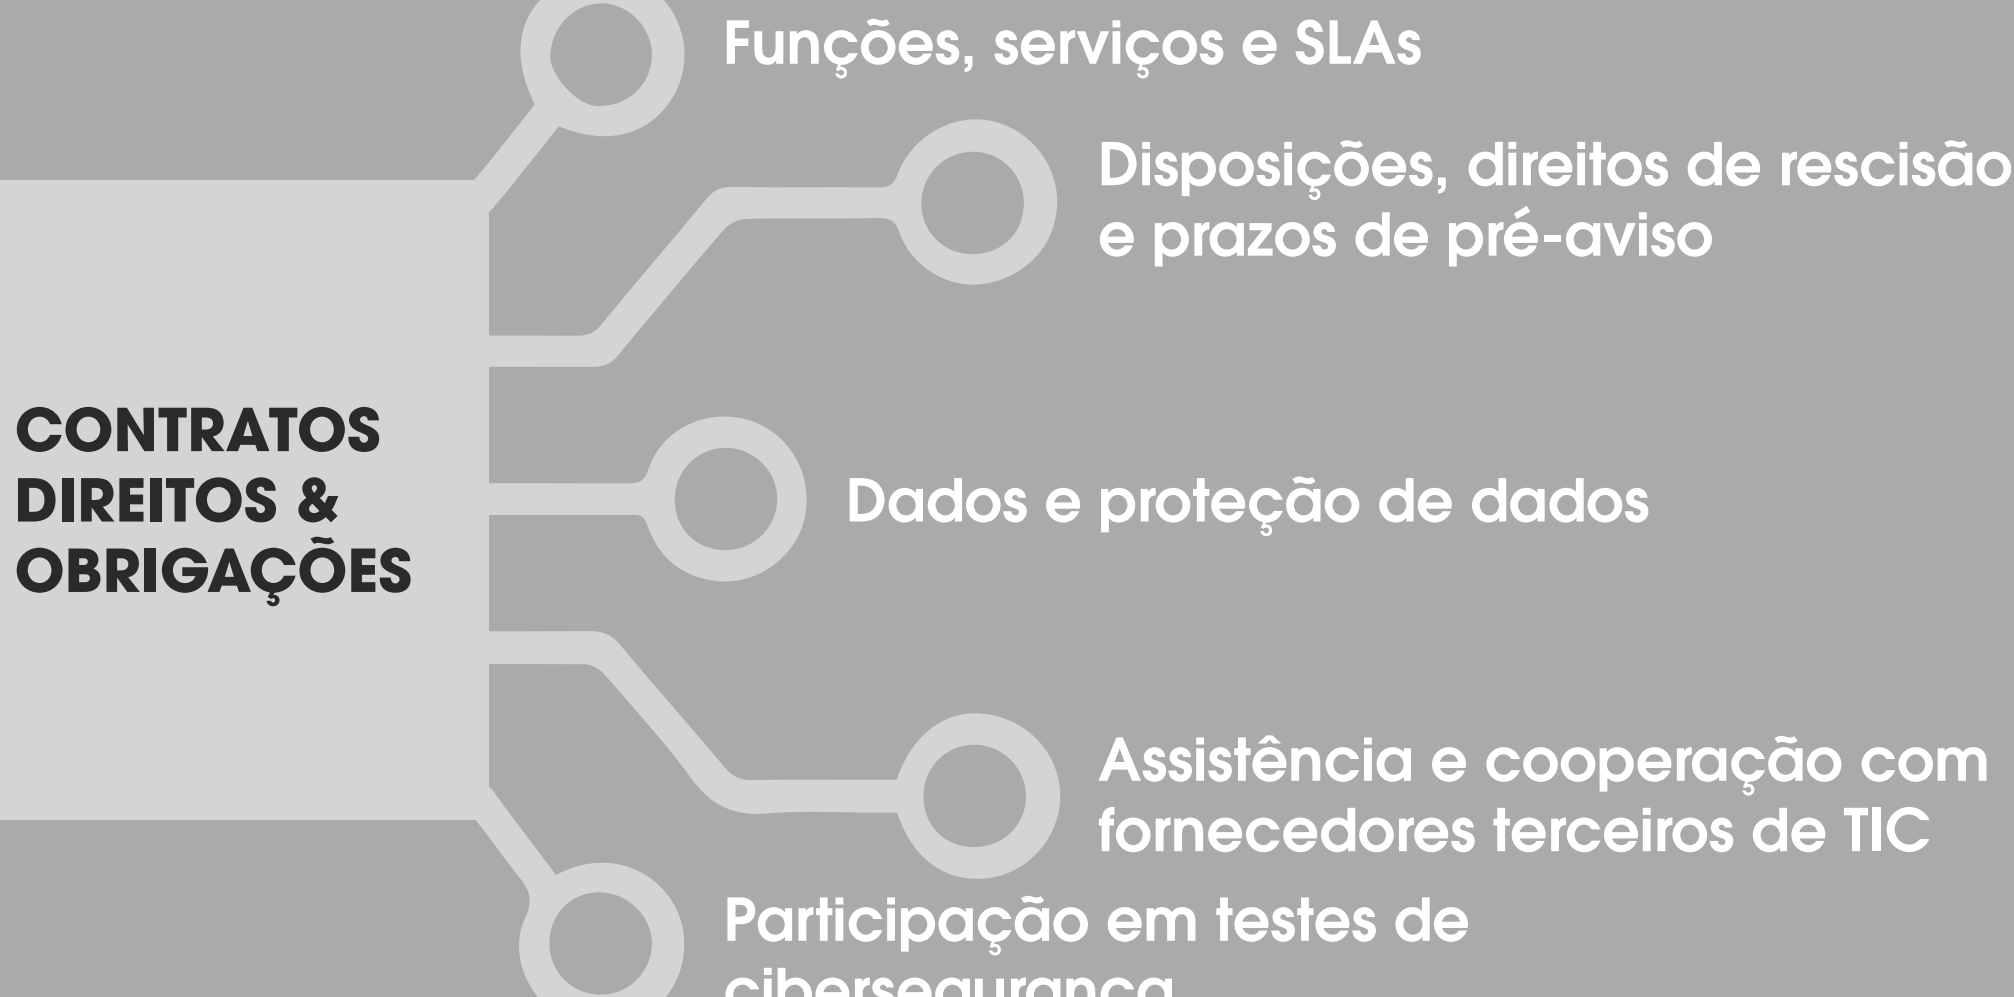 Funções, serviços e SLAs
Disposições, direitos de rescisão
e prazos de pré-aviso
CONTRATOS
DIREITOS &
OBRIGAÇÕES
Dados e proteção de dados
Assistência e cooperação com
fornecedores terceiros de TIC
Participação em testes de
cibersegurança